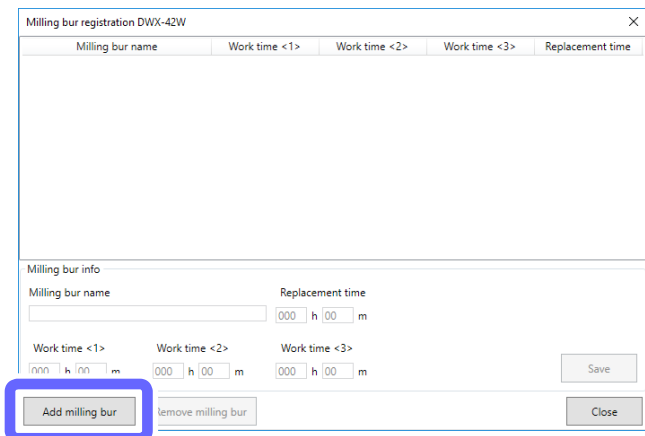 Milling bur registration DWX-42W
Milling bur name Work time <1> Work time <2> Work time <3> Replacement time
Milling bur info
Milling bur name Replacement time
000 h 00 m
Work time <1> Work time <2> Work time <3>
000 h 00 m 000 h 00 m 000 h 00 m Save
Add milling bur Remove milling bur Close